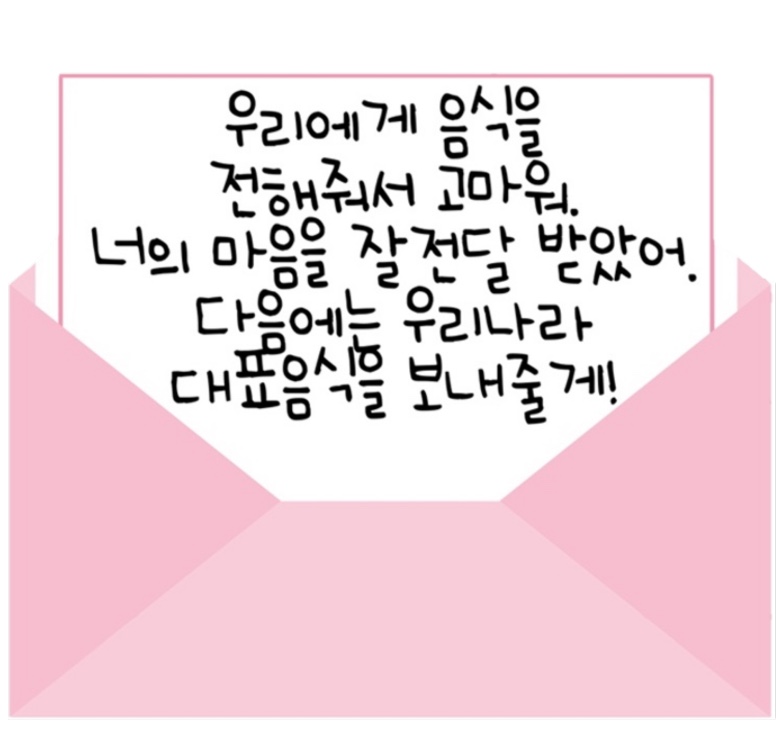 우리에게 음식을
전해줘서 고마워.
너의 마음을 잘 전달 받았어.
다음에는 우리나라
대표음식을 보내줄게!